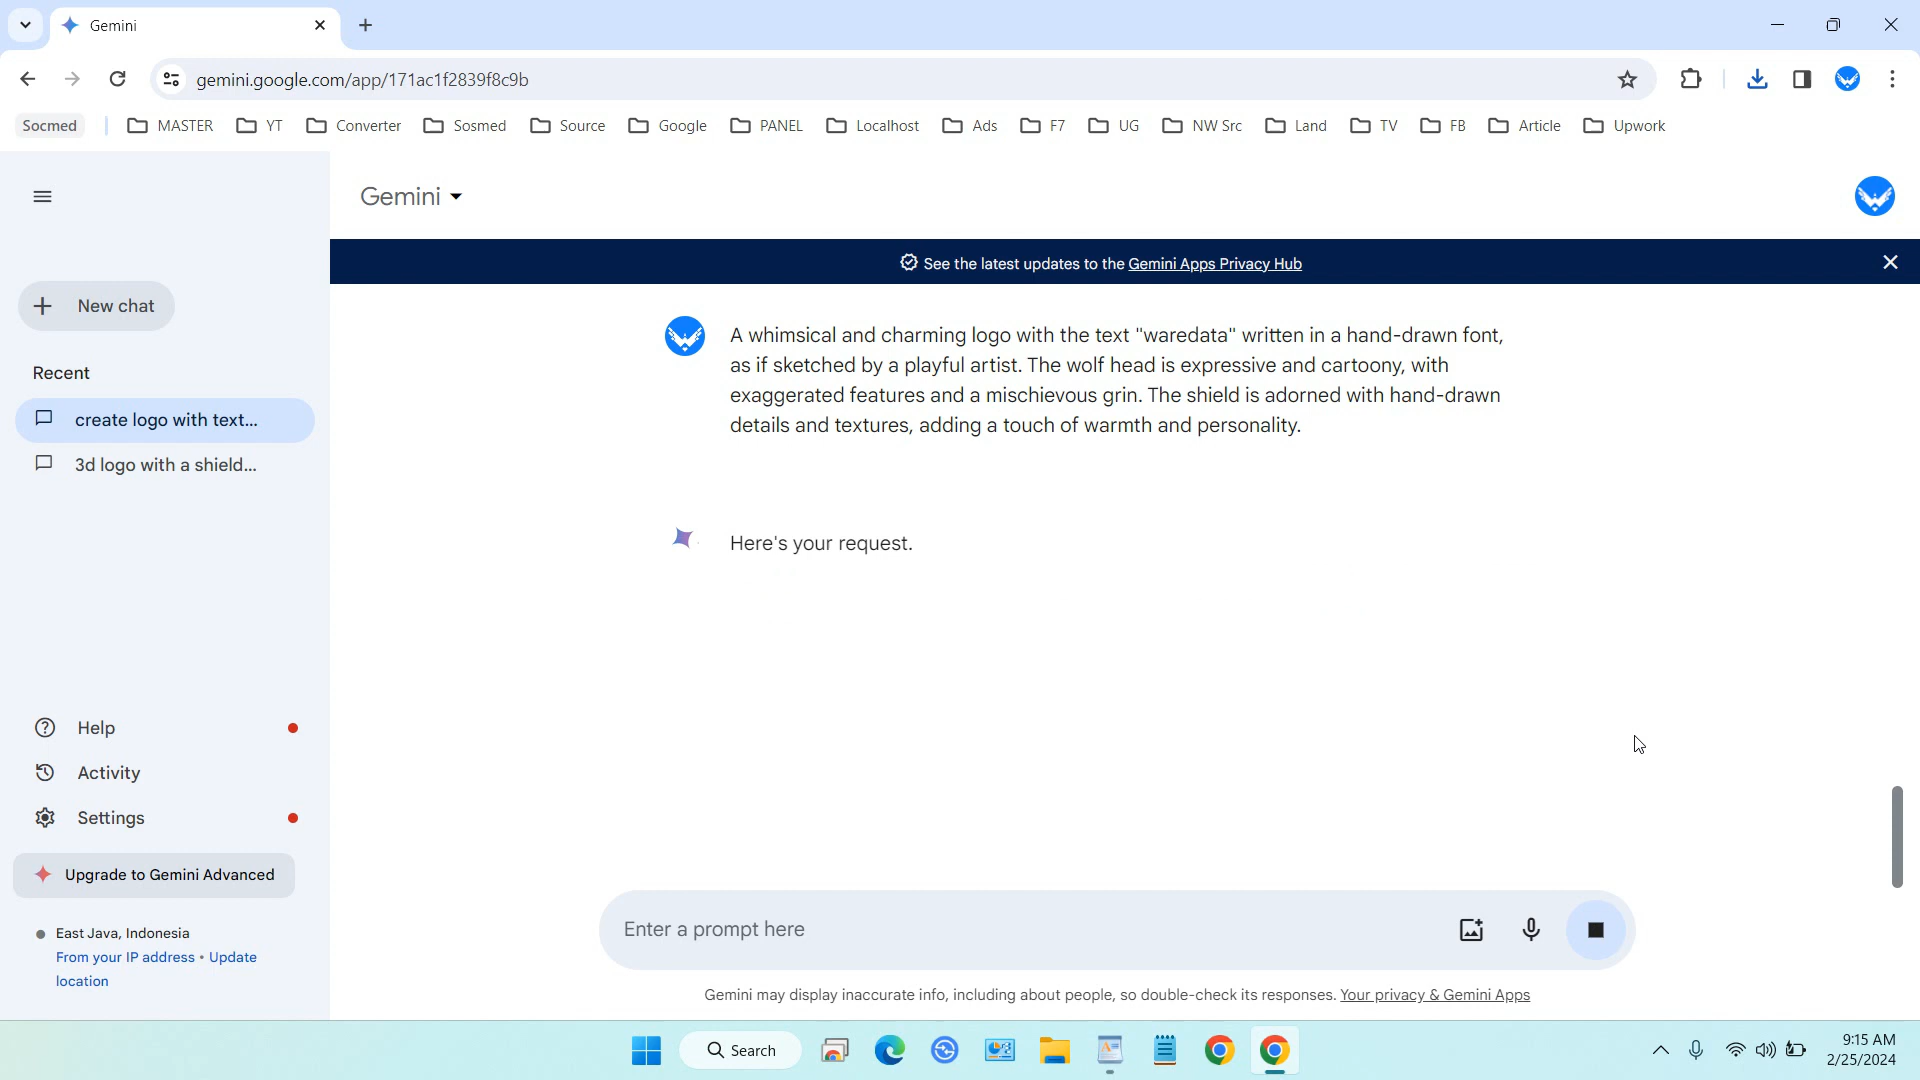 Gemini
gemini.google.com/app/171ac1f2839f8c9b
Socmed MASTER YT Converter Sosmed Source Google PANEL Localhost Ads F7 UG NW Src Land TV FB Article Upwork
Gemini
See the latest updates to the Gemini Apps Privacy Hub
New chat
Recent
create logo with text...
3d logo with a shield...
A whimsical and charming logo with the text "waredata" written in a hand-drawn font,
as if sketched by a playful artist. The wolf head is expressive and cartoony, with
exaggerated features and a mischievous grin. The shield is adorned with hand-drawn
details and textures, adding a touch of warmth and personality.
Here's your request.
Help
Activity
Settings
Upgrade to Gemini Advanced
East Java, Indonesia
From your IP address • Update
location
Enter a prompt here
Gemini may display inaccurate info, including about people, so double-check its responses. Your privacy & Gemini Apps
Search
9:15 AM
2/25/2024